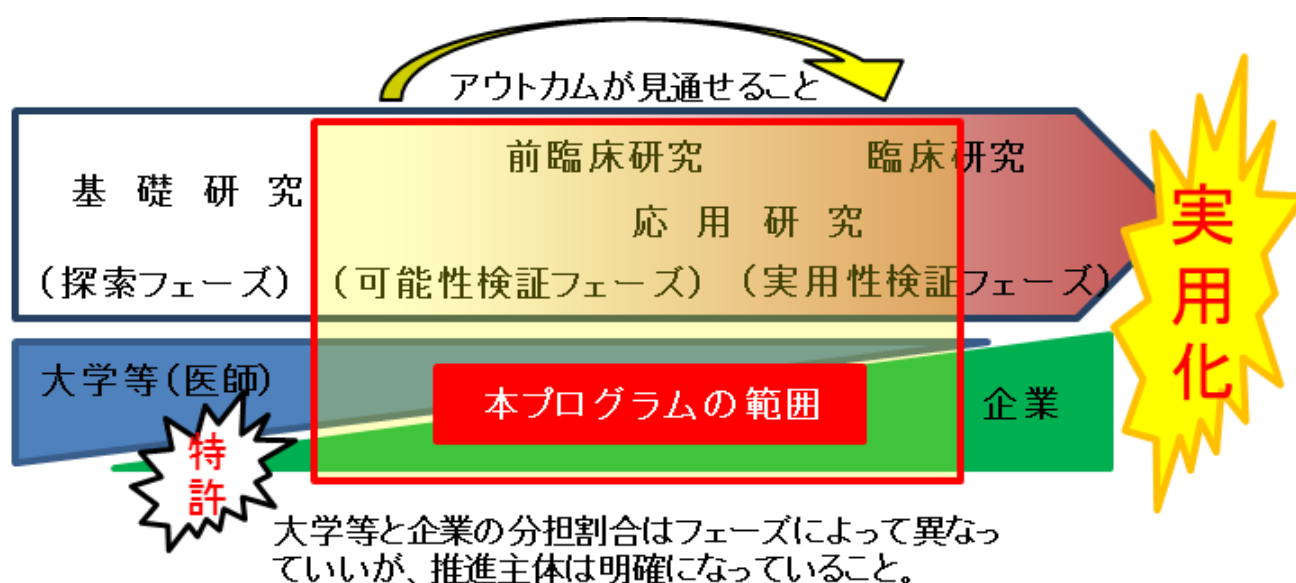 アウトカムが見通せること
前臨床研究
臨床研究
基礎研究
応用研究
(探索フェーズ)
(可能性検証フェーズ)
(実用性検証フェーズ)
実用化
大学等(医師)
本プログラムの範囲
企業
特許
大学等と企業の分担割合はフェーズによって異なっ
ていいが、推進主体は明確になっていること。